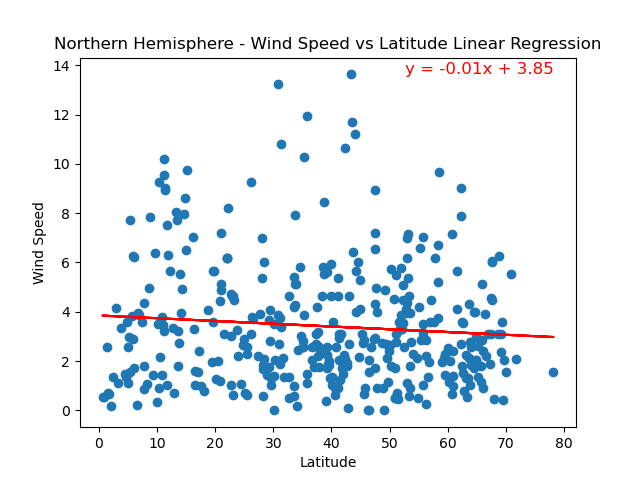 Northern Hemisphere - Wind Speed vs Latitude Linear Regression
y = -0.01x + 3.85
14
12
10
8
6
4
2
0
Wind Speed
0 10 20 30 40 50 60 70 80
Latitude